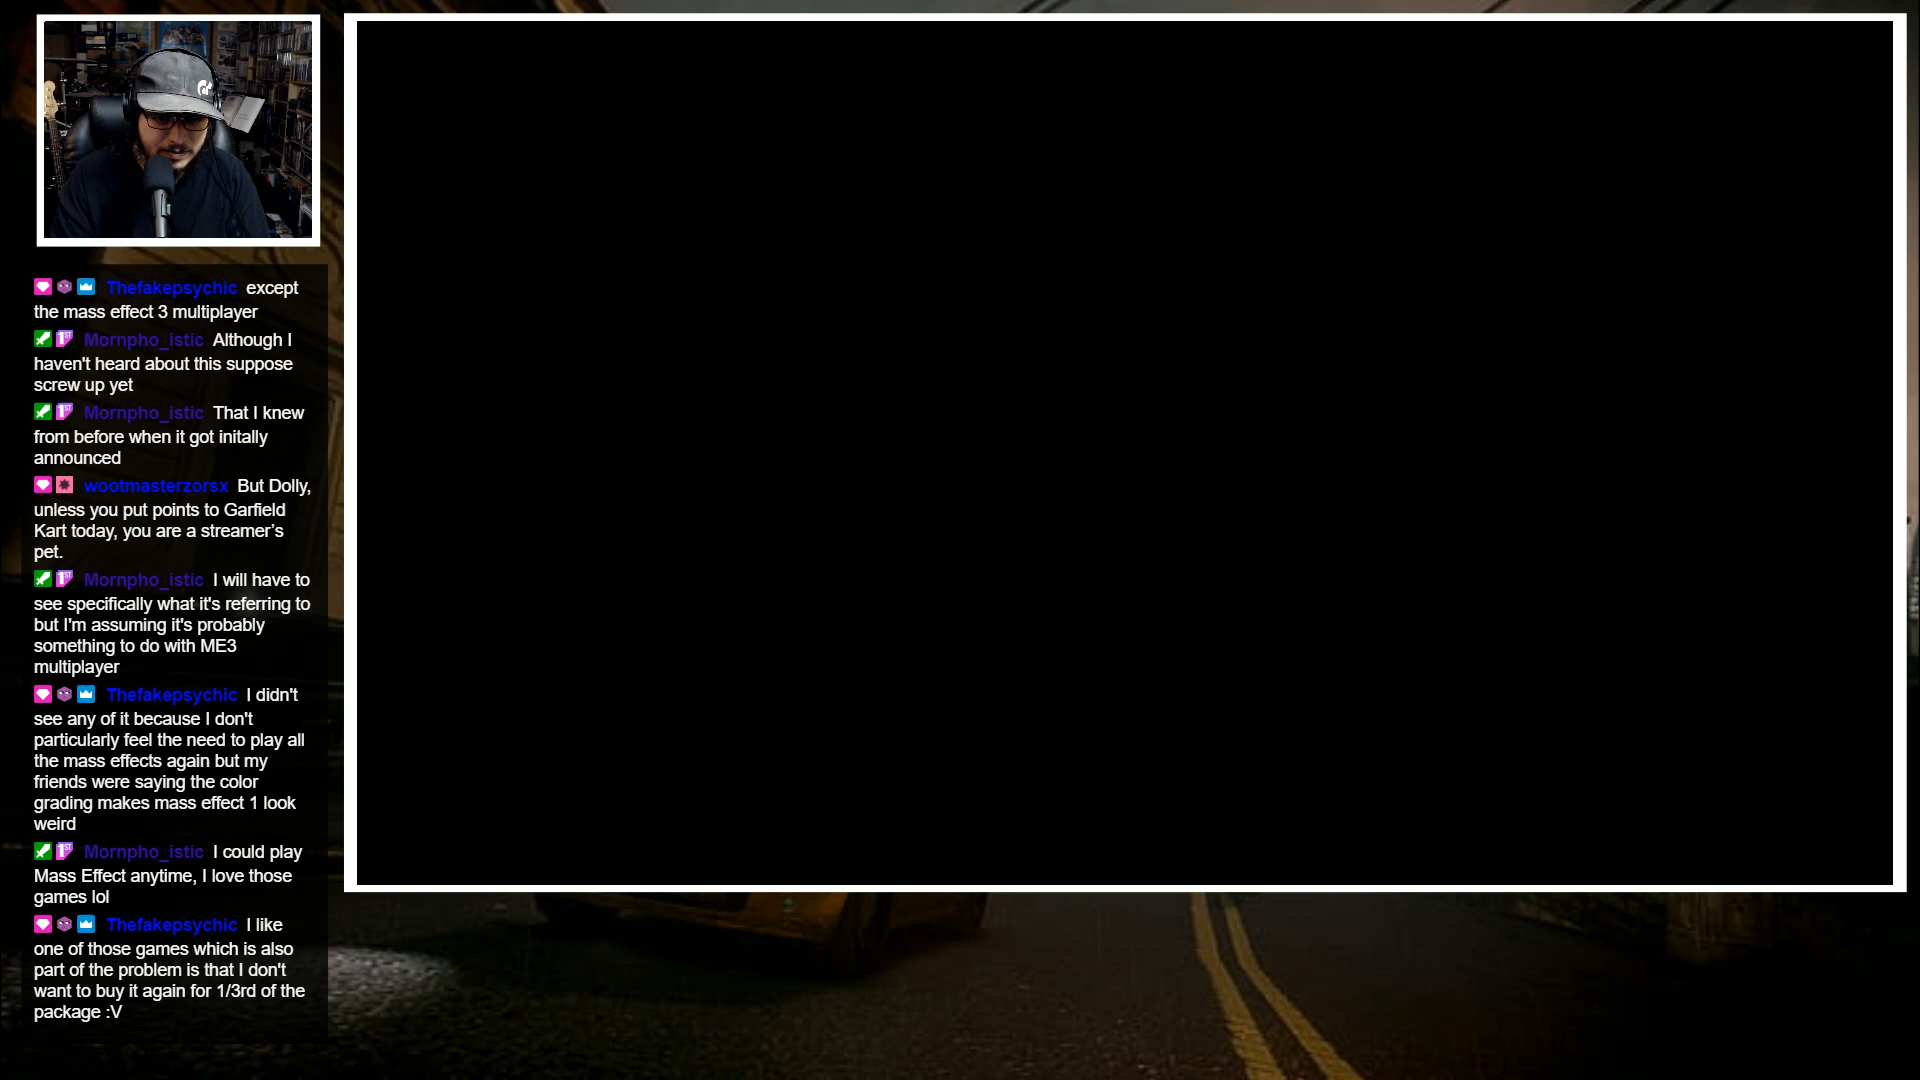 Thefakepsychic except
the mass effect 3 multiplayer
Mornpho_istic Although I
haven't heard about this suppose
screw up yet
1ST Mornpho_istic That I knew
from before when it got initally
announced
wootmasterzorsx But Dolly,
unless you put points to Garfield
Kart today, you are a streamer's
pet.
Mornpho_istic I will have to
see specifically what it's referring to
but I'm assuming it's probably
something to do with ME3
multiplayer
Thefakepsychic I didn't
see any of it because I don't
particularly feel the need to play all
the mass effects again but my
friends were saying the color
grading makes mass effect 1 look
weird
Mornpho_istic I could play
Mass Effect anytime, I love those
games lol
Thefakepsychic I like
one of those games which is also
part of the problem is that I don't
want to buy it again for 1/3rd of the
package :V